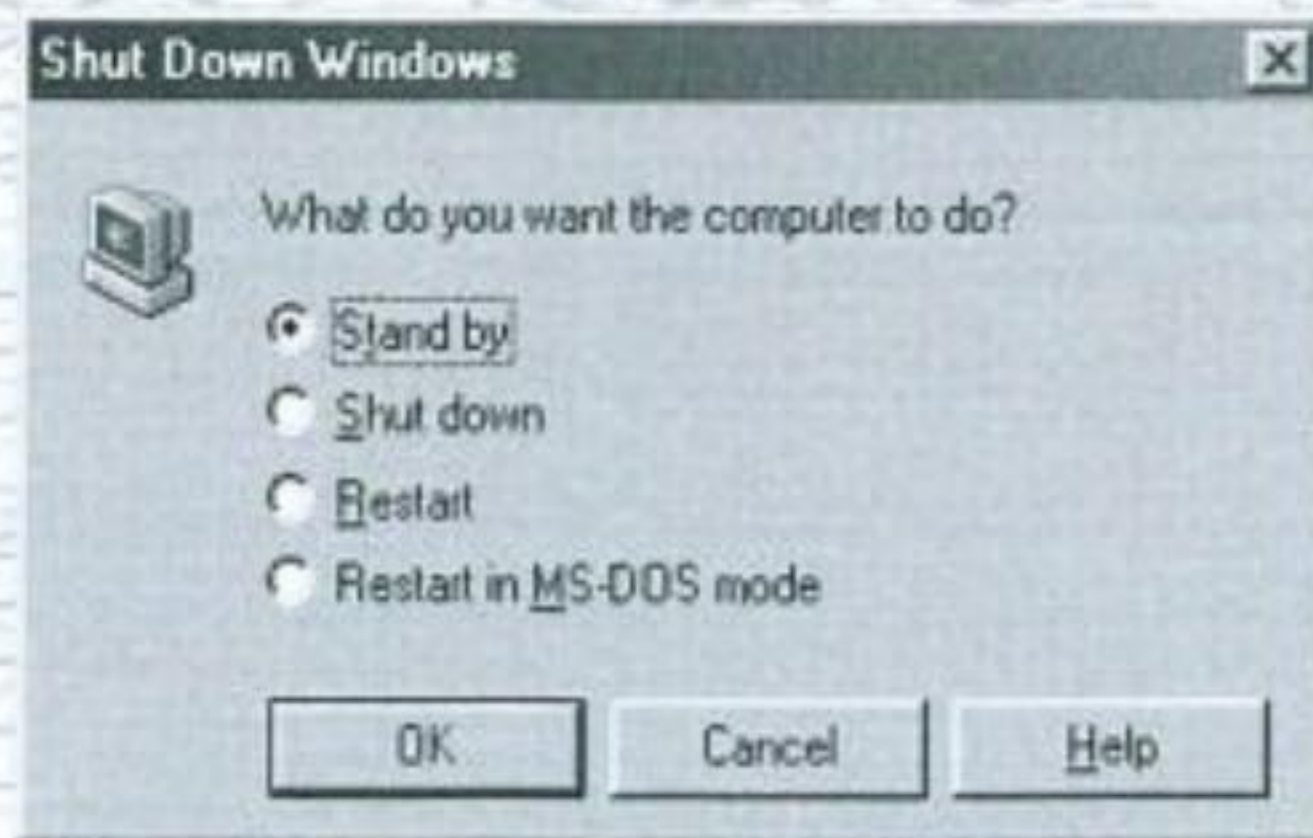 Shut Down Windows
What do you want the computer to do?
Stand by
Shut down
Restart
Restart in MS-DOS mode
OK Cancel Help